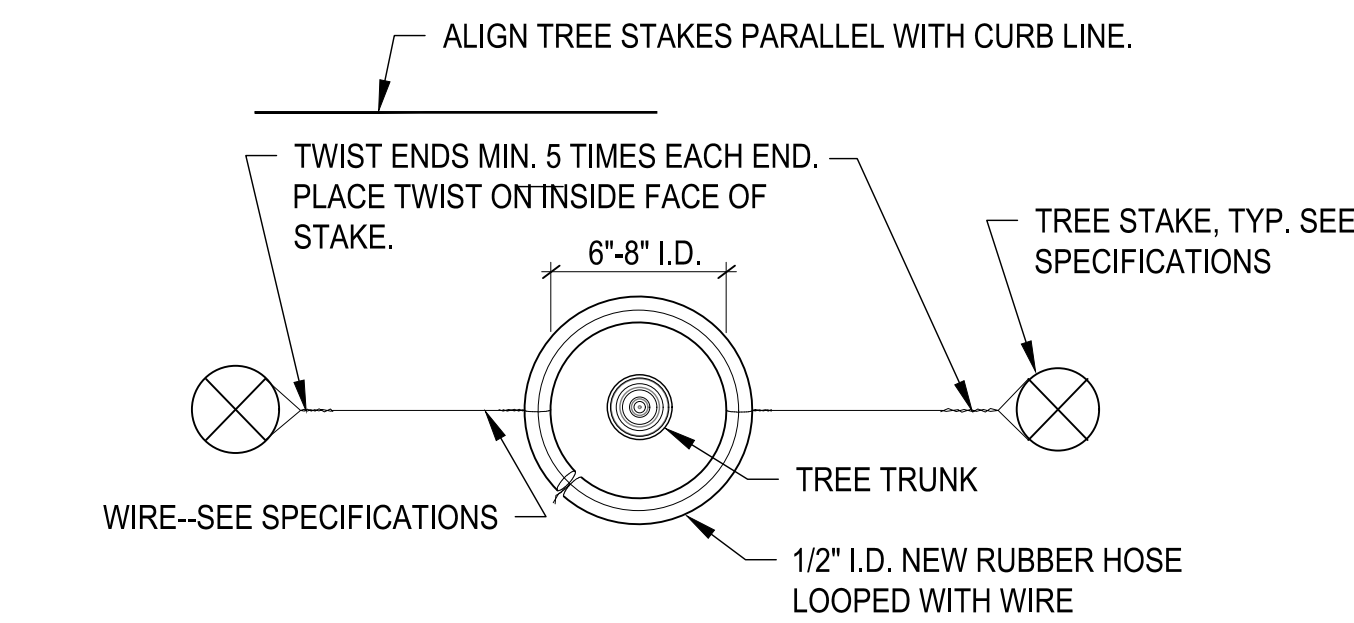 ALIGN TREE STAKES PARALLEL WITH CURB LINE.
TWIST ENDS MIN. 5 TIMES EACH END.
PLACE TWIST ON INSIDE FACE OF
STAKE.
6"-8" I.D.
TREE STAKE, TYP. SEE
SPECIFICATIONS
TREE TRUNK
WIRE--SEE SPECIFICATIONS
1/2" I.D. NEW RUBBER HOSE
LOOPED WITH WIRE